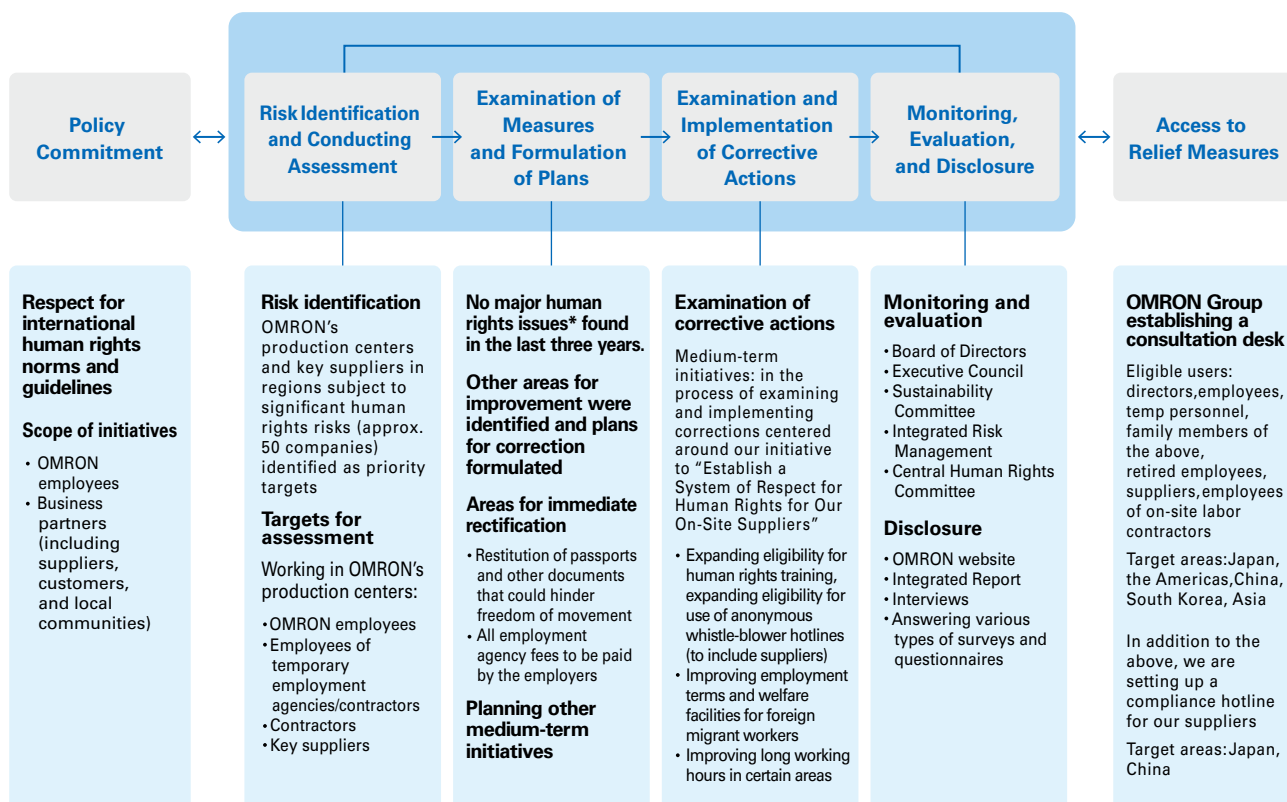 Policy
Commitment
Risk Identification
and Conducting
Assessment
Examination of
Measures
and Formulation
of Plans
Examination and
Implementation
of Corrective
Actions
Monitoring,
Evaluation,
and Disclosure
Access to
Relief Measures
Respect for
international
human rights
norms and
guidelines
Scope of initiatives
• OMRON
employees
• Business
partners
(including
suppliers,
customers,
and local
communities)
Risk identification
OMRON's
production centers
and key suppliers in
regions subject to
significant human
rights risks (approx.
50 companies)
identified as priority
targets
Targets for
assessment
Working in OMRON's
production centers:
• OMRON employees
• Employees of
temporary
employment
agencies/contractors
• Contractors
• Key suppliers
No major human
rights issues* found
in the last three years.
Other areas for
improvement were
identified and plans
for correction
formulated
Areas for immediate
rectification
• Restitution of passports
and other documents
that could hinder
freedom of movement
• All employment
agency fees to be paid
by the employers
Planning other
medium-term
initiatives
Examination of
corrective actions
Medium-term
initiatives: in the
process of examining
and implementing
corrections centered
around our initiative
to "Establish a
System of Respect for
Human Rights for Our
On-Site Suppliers"
• Expanding eligibility for
human rights training,
expanding eligibility for
use of anonymous
whistle-blower hotlines
(to include suppliers)
• Improving employment
terms and welfare
facilities for foreign
migrant workers
• Improving long working
hours in certain areas
Monitoring and
evaluation
• Board of Directors
• Executive Council
• Sustainability
Committee
• Integrated Risk
Management
• Central Human Rights
Committee
Disclosure
• OMRON website
• Integrated Report
• Interviews
• Answering various
types of surveys and
questionnaires
OMRON Group
establishing a
consultation desk
Eligible users:
directors,employees,
temp personnel,
family members of
the above,
retired employees,
suppliers,employees
of on-site labor
contractors
Target areas:Japan,
the Americas,China,
South Korea, Asia
In addition to the
above, we are
setting up a
compliance hotline
for our suppliers
Target areas:Japan,
China